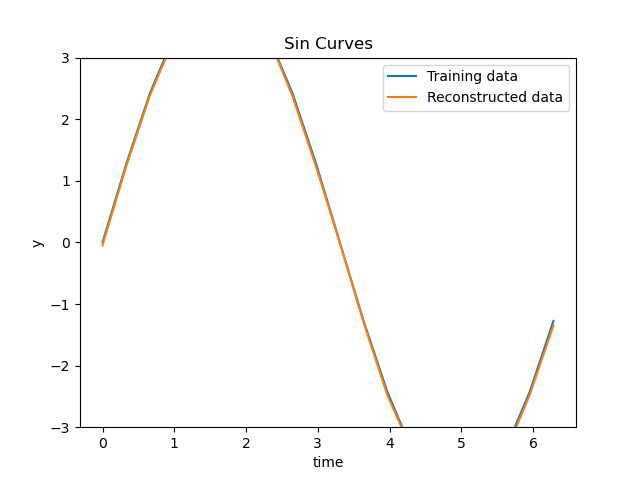 Sin Curves
Training data
Reconstructed data
3
2
1
0
−1
−2
−3
y
0 1 2 3 4 5 6
time